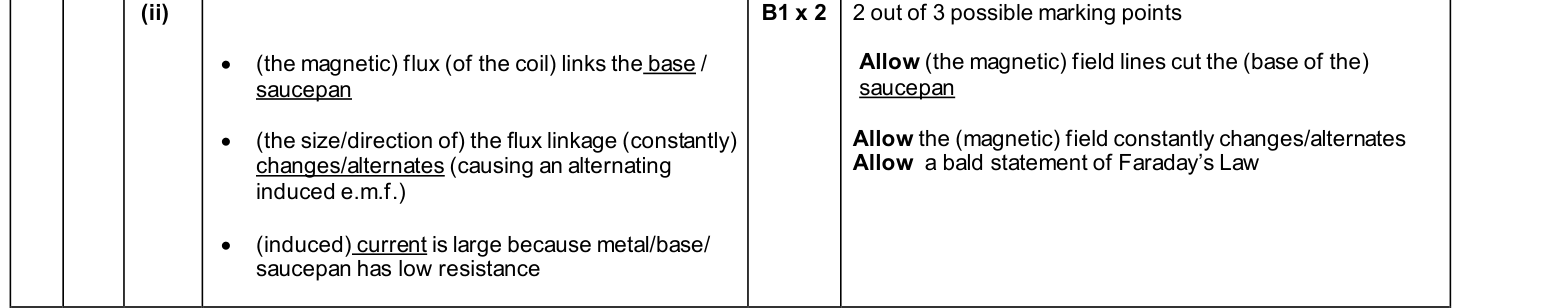 (ii)
B1 x 2
2 out of 3 possible marking points
• (the magnetic) flux (of the coil) links the base /
saucepan
Allow (the magnetic) field lines cut the (base of the)
saucepan
• (the size/direction of) the flux linkage (constantly)
changes/alternates (causing an alternating
induced e.m.f.)
Allow the (magnetic) field constantly changes/alternates
Allow a bald statement of Faraday's Law
• (induced) current is large because metal/base/
saucepan has low resistance